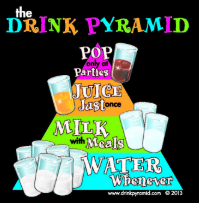 the
DRINK PYRAMID
POP
only at
Parties
JUICE
Just once
MILK
with Meals
WATER
Whenever
www.drinkpyramid.com © 2013